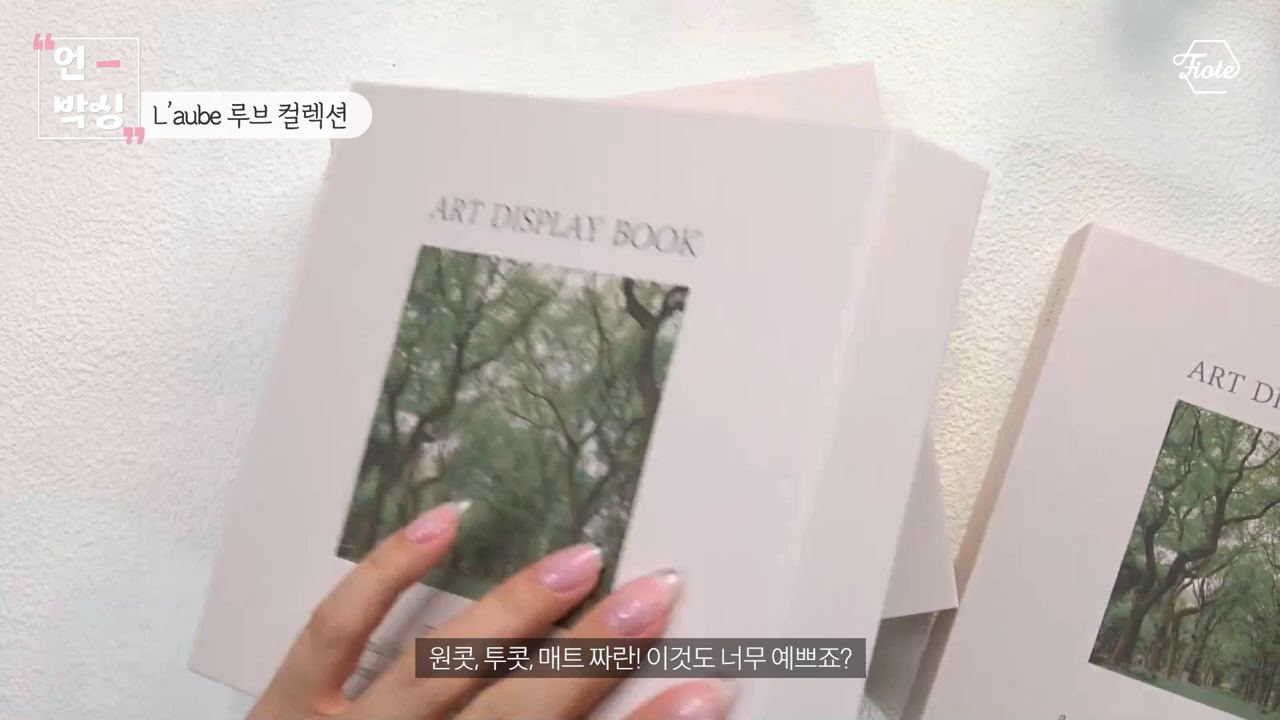 “언
박싱”
L’aube 루브 컬렉션
Fiote
ART DISPLAY BOOK
ART DI
원콧, 투콧, 매트 짜란! 이것도 너무 예쁘죠?